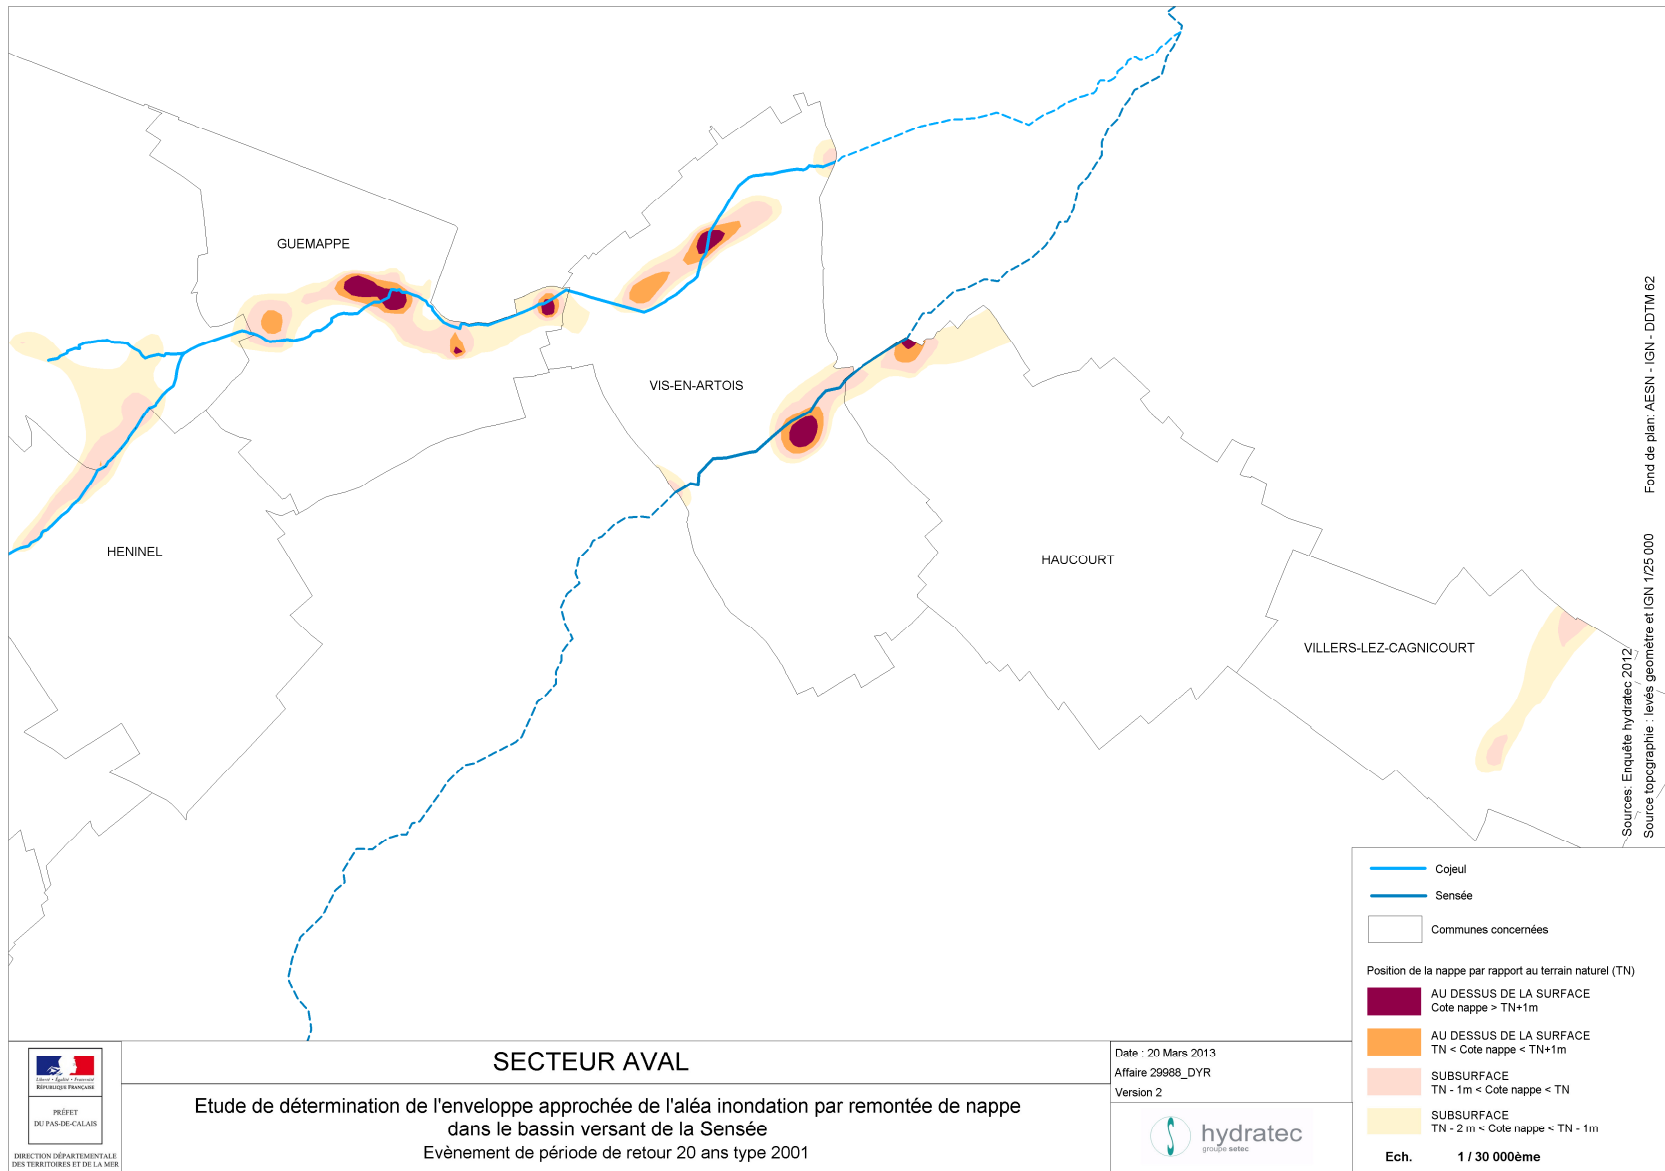 GUEMAPPE
VIS-EN-ARTOIS
HENINEL
HAUCOURT
VILLERS-LEZ-CAGNICOURT
Fond de plan: AESN - IGN - DDTM 62
Sources: Enquête hydratec 2012
Source topographie : levés geomètre et IGN 1/25 000
Cojeul
Sensée
Communes concernées
Position de la nappe par rapport au terrain naturel (TN)
AU DESSUS DE LA SURFACE
Cote nappe > TN+1m
AU DESSUS DE LA SURFACE
TN < Cote nappe < TN+1m
SUBSURFACE
TN - 1m < Cote nappe < TN
SUBSURFACE
TN - 2 m < Cote nappe < TN - 1m
Ech. 1 / 30 000ème
Liberté • Égalité • Fraternité
RÉPUBLIQUE FRANÇAISE
PRÉFET
DU PAS-DE-CALAIS
DIRECTION DÉPARTEMENTALE
DES TERRITOIRES ET DE LA MER
SECTEUR AVAL
Etude de détermination de l'enveloppe approchée de l'aléa inondation par remontée de nappe
dans le bassin versant de la Sensée
Evènement de période de retour 20 ans type 2001
Date : 20 Mars 2013
Affaire 29988_DYR
Version 2
hydratec
groupe setec